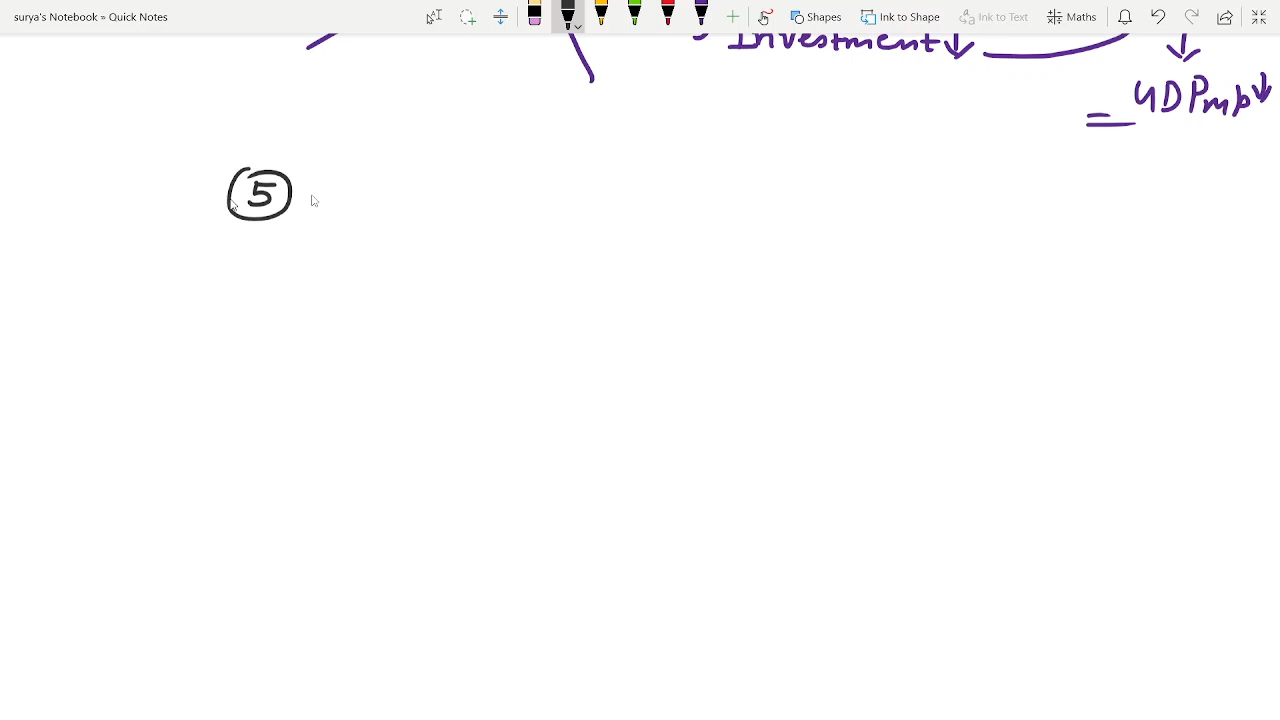 surya's Notebook » Quick Notes
Shapes
Ink to Shape
Ink to Text
Maths
Investment↓
↓
= GDPmp↓
5